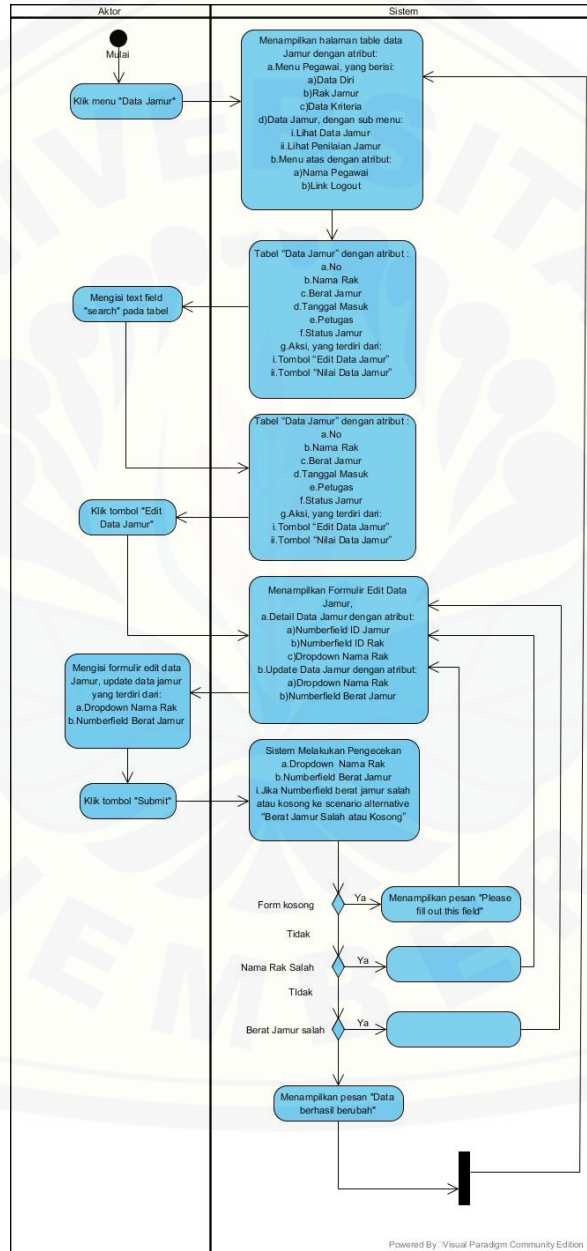 Aktor
Sistem
Mulai
Klik menu "Data Jamur"
Menampilkan halaman table data
Jamur dengan atribut:
a.Menu Pegawai, yang berisi:
a)Data Diri
b)Rak Jamur
c)Data Kriteria
d)Data Jamur, dengan sub menu:
i.Lihat Data Jamur
ii.Lihat Penilaian Jamur
b.Menu atas dengan atribut:
a)Nama Pegawai
b)Link Logout
Tabel "Data Jamur" dengan atribut :
a.No
b.Nama Rak
c.Berat Jamur
d.Tanggal Masuk
e.Petugas
f.Status Jamur
g.Aksi, yang terdiri dari:
i.Tombol "Edit Data Jamur"
ii.Tombol "Nilai Data Jamur"
Mengisi text field
"search" pada tabel
Tabel "Data Jamur" dengan atribut :
a.No
b.Nama Rak
c.Berat Jamur
d.Tanggal Masuk
e.Petugas
f.Status Jamur
g.Aksi, yang terdiri dari:
i.Tombol "Edit Data Jamur"
ii.Tombol "Nilai Data Jamur"
Klik tombol "Edit
Data Jamur"
Menampilkan Formulir Edit Data
Jamur,
a.Detail Data Jamur dengan atribut:
a)Numberfield ID Jamur
b)Numberfield ID Rak
c)Dropdown Nama Rak
b.Update Data Jamur dengan atribut:
a)Dropdown Nama Rak
b)Numberfield Berat Jamur
Mengisi formulir edit data
Jamur, update data jamur
yang terdiri dari:
a.Dropdown Nama Rak
b.Numberfield Berat Jamur
Klik tombol "Submit"
Sistem Melakukan Pengecekan
a.Dropdown Nama Rak
b.Numberfield Berat Jamur
i.Jika Numberfield berat jamur salah
atau kosong ke scenario alternative
"Berat Jamur Salah atau Kosong"
Form kosong
Ya
Menampilkan pesan "Please
fill out this field"
Tidak
Nama Rak Salah
Ya
TIdak
Berat Jamur salah
Ya
Menampilkan pesan "Data
berhasil berubah"
Powered By Visual Paradigm Community Edition
UNIVERSITAS
JEMBER